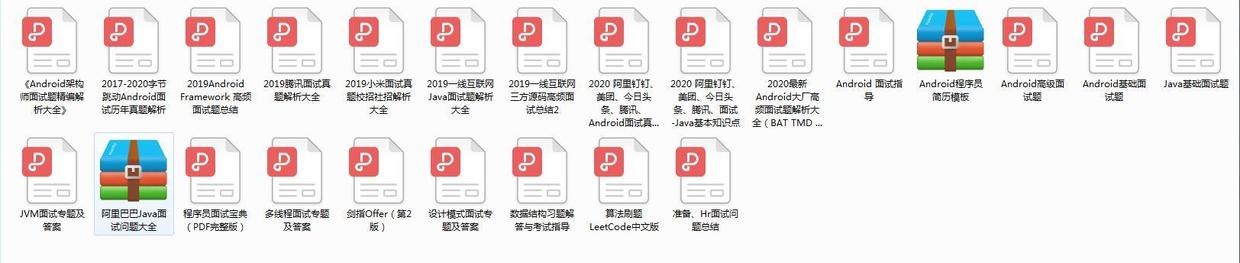 《Android架构
师面试题精编解
析大全》
2017-2020字节
跳动Android面
试历年真题解析
2019Android
Framework 高频
面试题总结
2019腾讯面试真
题解析大全
2019小米面试真
题校招社招解析
大全
2019一线互联网
Java面试题解析
大全
2019一线互联网
三方源码高频面
试总结2
2020 阿里钉钉、
美团、今日头
条、腾讯、
Android面试真...
2020 阿里钉钉、
美团、今日头
条、腾讯、面试
-Java基本知识点
2020最新
Android大厂高
频面试题解析大
全（BAT TMD ...
Android 面试指
导
Android程序员
简历模板
Android高级面
试题
Android基础面
试题
Java基础面试题
JVM面试专题及
答案
阿里巴巴Java面
试问题大全
程序员面试宝典
（PDF完整版）
多线程面试专题
及答案
剑指Offer（第2
版）
设计模式面试专
题及答案
数据结构习题解
答与考试指导
算法刷题
LeetCode中文版
准备、Hr面试问
题总结